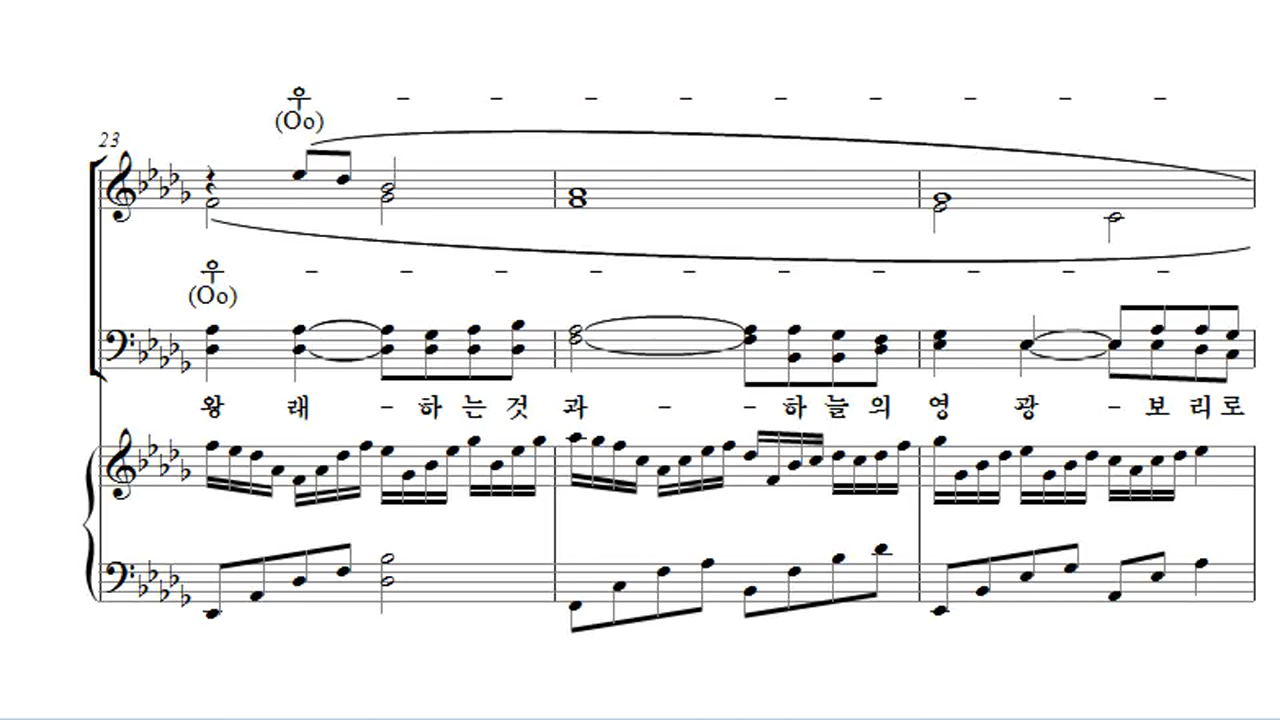 우 - - - - - - - - -
(Oo)
23
우 - - - - - - - - - -
(Oo)
왕 래 - 하 는 것 과 - - 하 늘 의 영 광 - 보 리 로